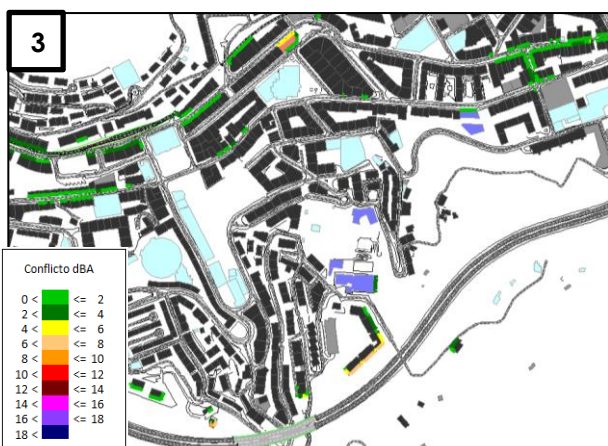 3
Conflicto dBA
0 < <= 2
2 < <= 4
4 < <= 6
6 < <= 8
8 < <= 10
10 < <= 12
12 < <= 14
14 < <= 16
16 < <= 18
18 <